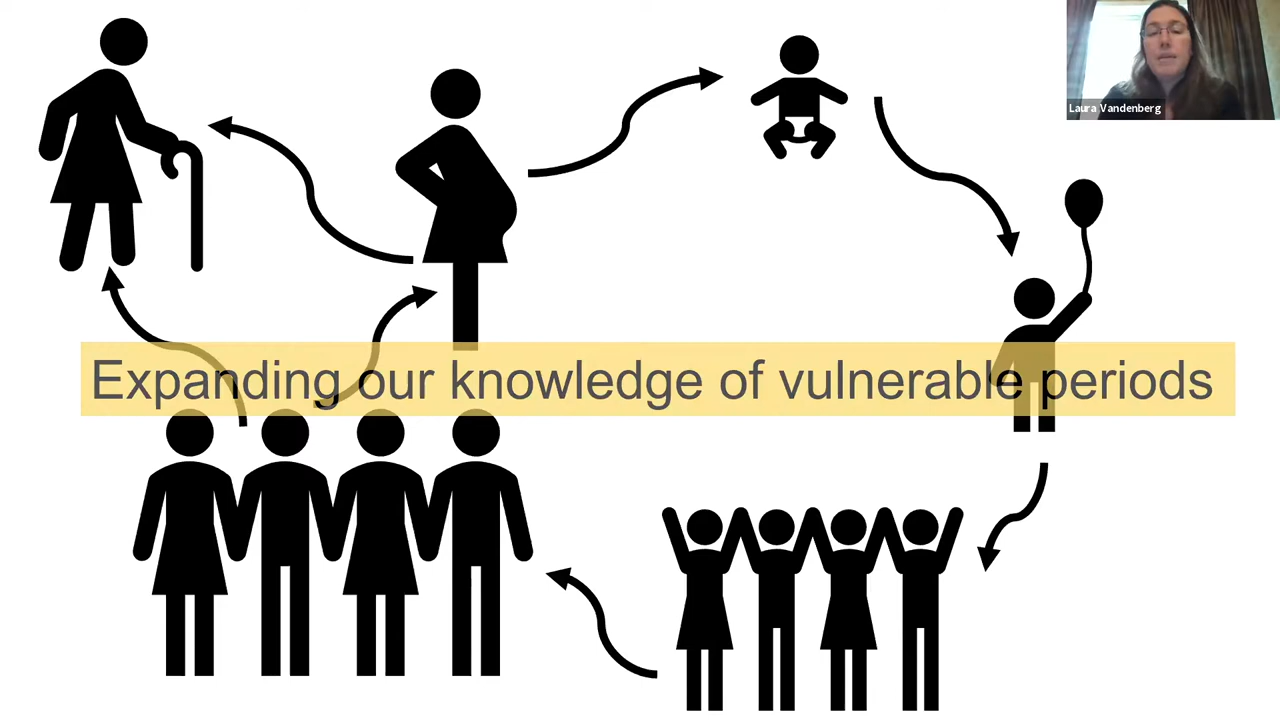 Laura Vandenberg
Expanding our knowledge of vulnerable periods